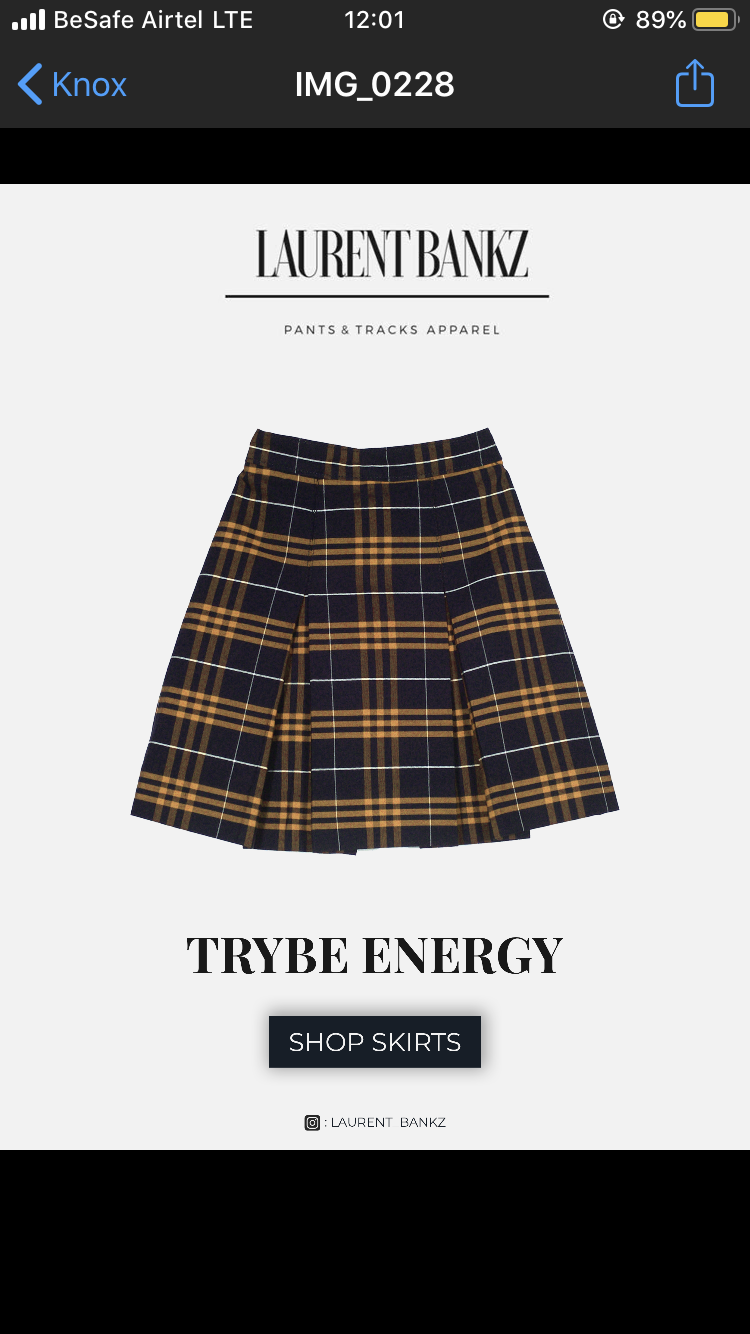 BeSafe Airtel LTE 12:01 89%
Knox IMG_0228
LAURENT BANKZ
PANTS & TRACKS APPAREL
TRYBE ENERGY
SHOP SKIRTS
: LAURENT BANKZ